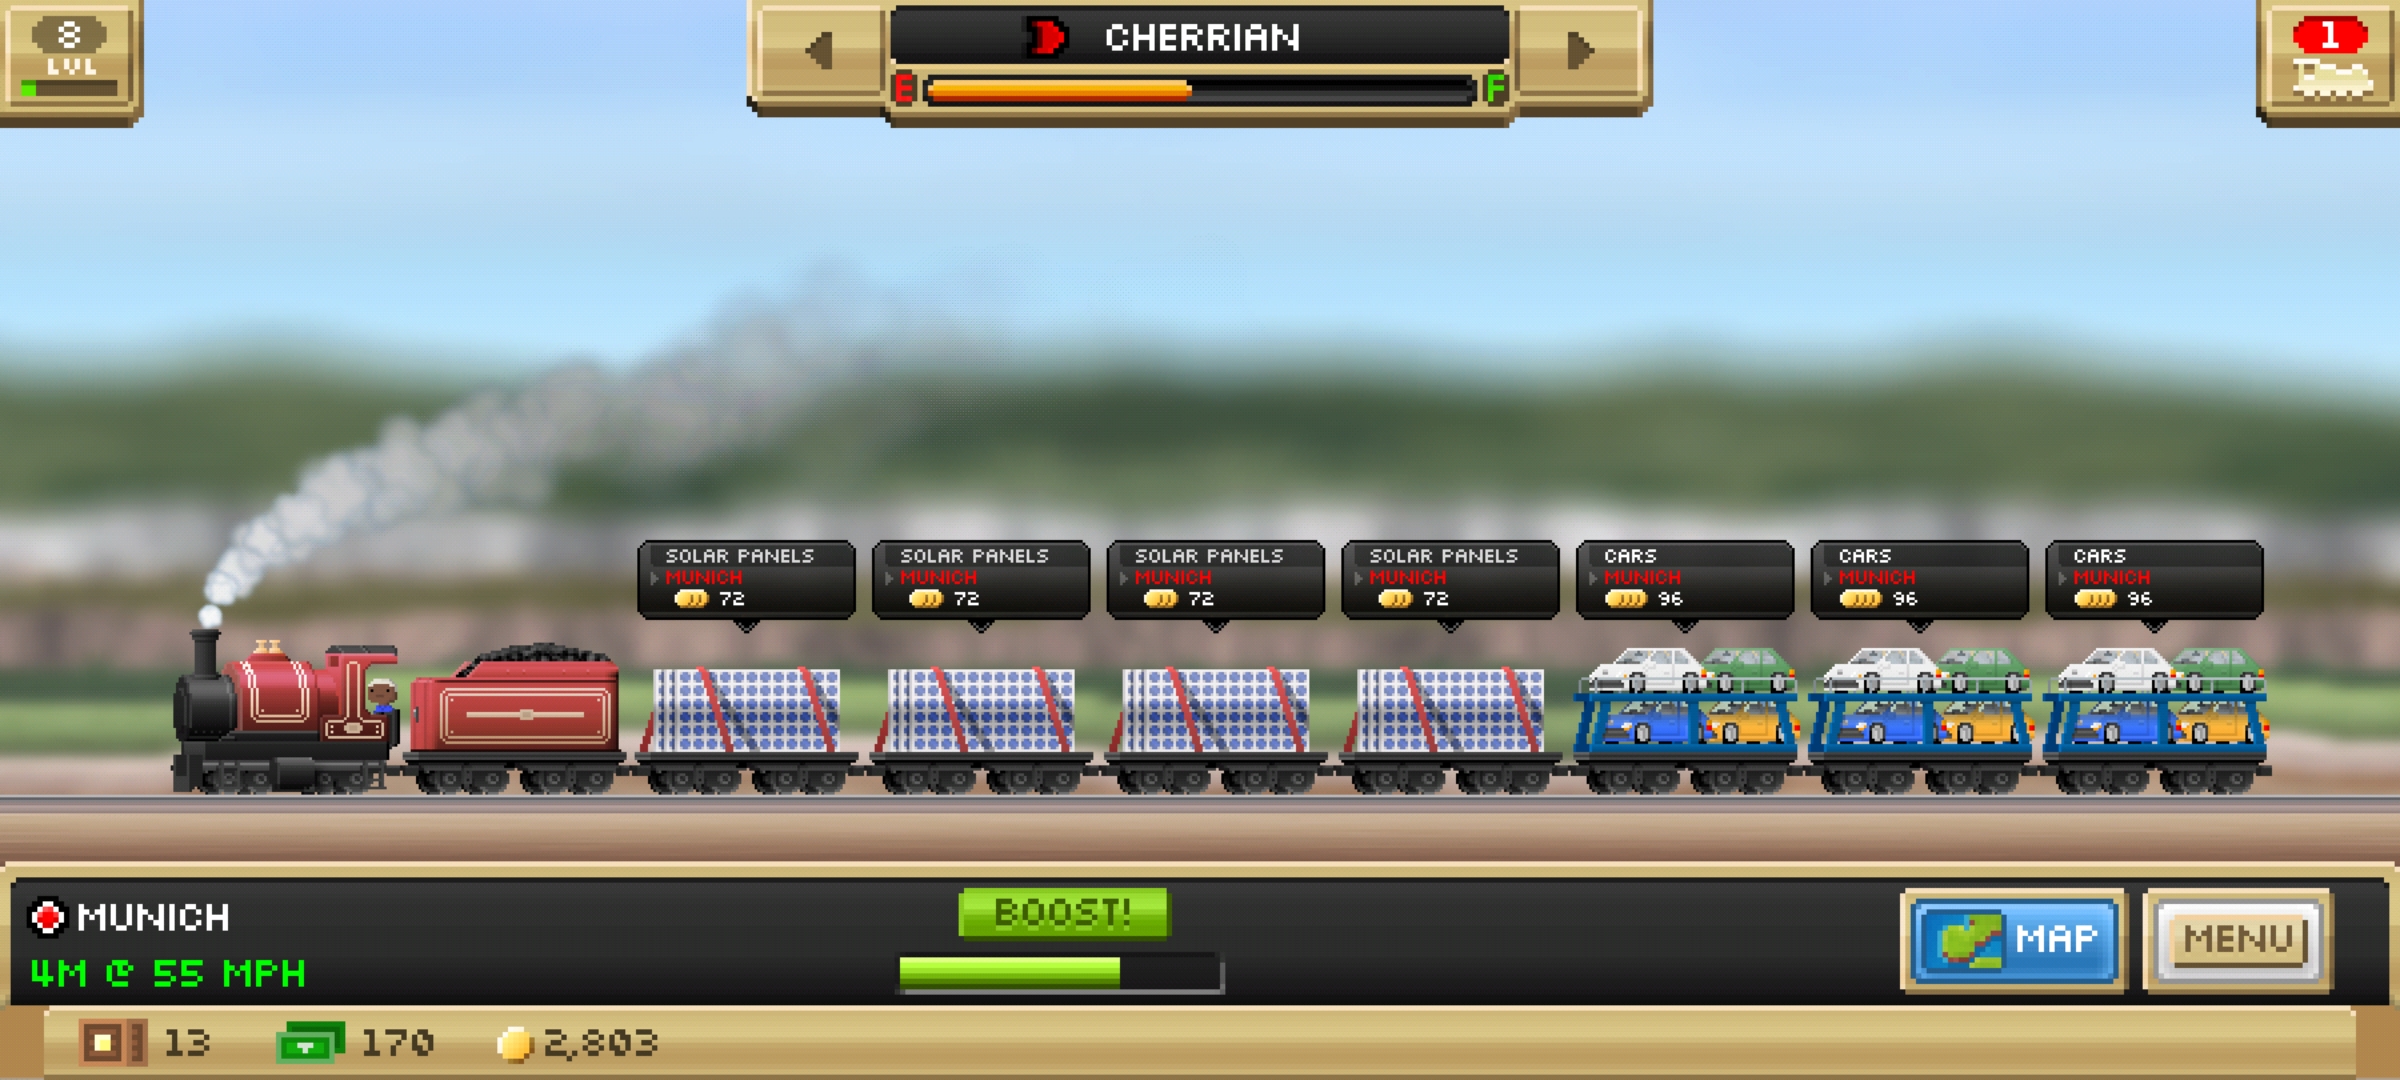 8
LVL
CHERRIAN
E F
1
SOLAR PANELS
MUNICH
72
SOLAR PANELS
MUNICH
72
SOLAR PANELS
MUNICH
72
SOLAR PANELS
MUNICH
72
CARS
MUNICH
96
CARS
MUNICH
96
CARS
MUNICH
96
MUNICH
4M @ 55 MPH
BOOST!
MAP
MENU
13 170 2,803